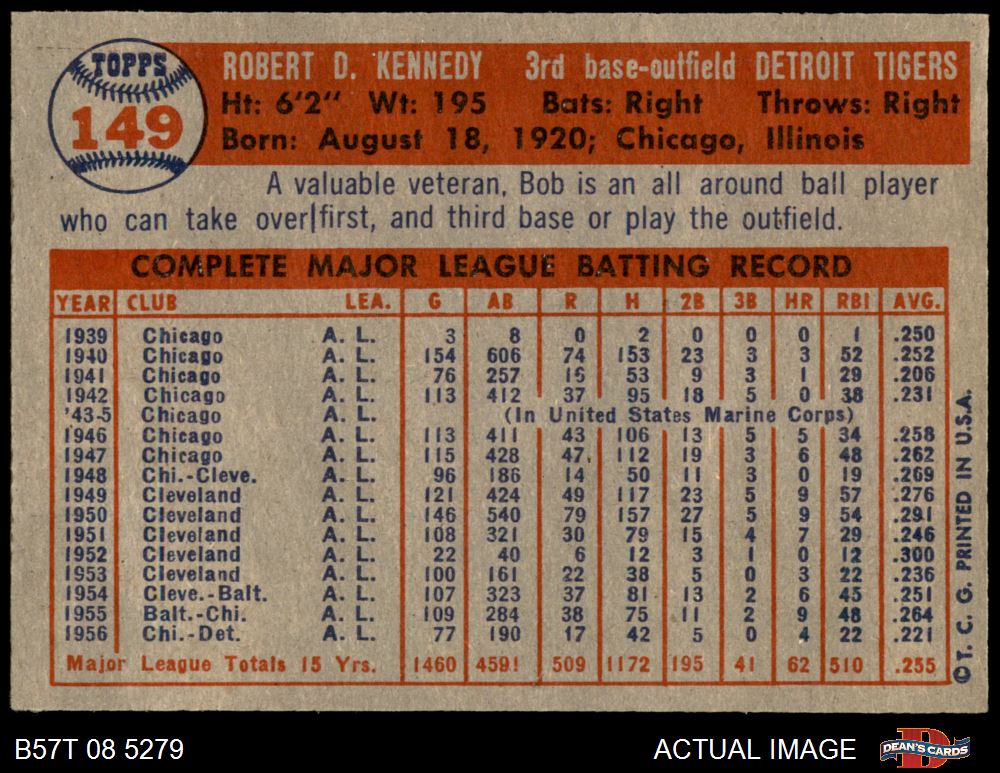 TOPPS
149
ROBERT D. KENNEDY 3rd base-outfield DETROIT TIGERS
Ht: 6'2" Wt: 195 Bats: Right Throws: Right
Born: August 18, 1920; Chicago, Illinois
A valuable veteran, Bob is an all around ball player
who can take over first, and third base or play the outfield.
COMPLETE MAJOR LEAGUE BATTING RECORD
YEAR CLUB LEA. G AB R H 2B 3B HR RBI AVG.
1939 Chicago A. L. 3 8 0 2 0 0 0 1 .250
1940 Chicago A. L. 154 606 74 153 23 3 3 52 .252
1941 Chicago A. L. 76 257 16 53 9 3 1 29 .206
1942 Chicago A. L. 113 412 37 95 18 5 0 38 .231
'43-5 Chicago (In United States Marine Corps)
1946 Chicago A. L. 113 411 43 106 13 5 5 34 .258
1947 Chicago A. L. 115 428 47 112 19 3 6 48 .262
1948 Chi.-Cleve. A. L. 96 186 14 50 11 3 0 19 .269
1949 Cleveland A. L. 121 424 49 117 23 5 9 57 .276
1950 Cleveland A. L. 146 540 79 157 27 5 9 54 .291
1951 Cleveland A. L. 108 321 30 79 15 4 7 29 .246
1952 Cleveland A. L. 22 40 6 12 3 1 0 12 .300
1953 Cleveland A. L. 100 161 22 38 5 0 3 22 .236
1954 Cleve.-Balt. A. L. 107 323 37 81 13 2 6 45 .251
1955 Balt.-Chi. A. L. 109 284 38 75 11 2 9 48 .264
1956 Chi.-Det. A. L. 77 190 17 42 5 0 4 22 .221
Major League Totals 15 Yrs. 1460 4591 509 1172 195 41 62 510 .255
©T. C. G. PRINTED IN U.S.A.
B57T 08 5279 ACTUAL IMAGE
DEAN'S CARDS